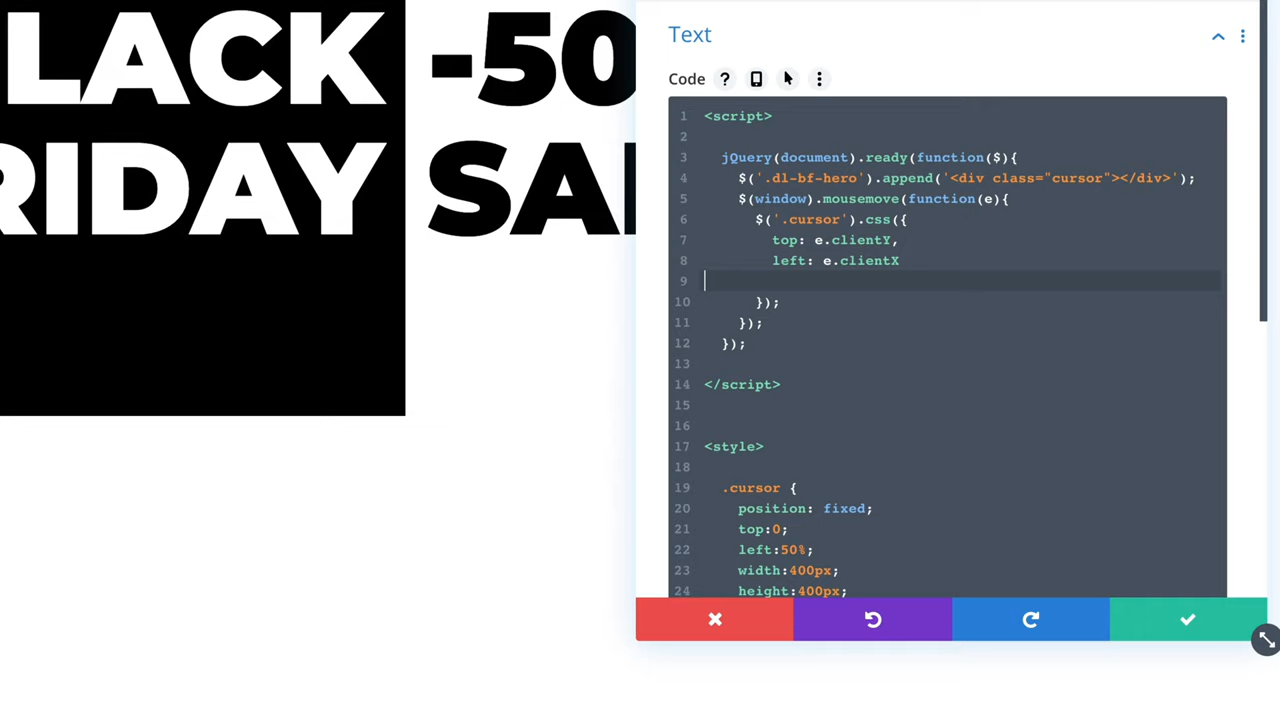 LACK -50
RIDAY SA
Text
Code ?
1 <script>
2
3 jQuery(document).ready(function($){
4 $('.dl-bf-hero').append('<div class="cursor"></div>');
5 $(window).mousemove(function(e){
6 $('.cursor').css({
7 top: e.clientY,
8 left: e.clientX
9
10 });
11 });
12 });
13
14 </script>
15
16
17 <style>
18
19 .cursor {
20 position: fixed;
21 top:0;
22 left:50%;
23 width:400px;
24 height:400px;